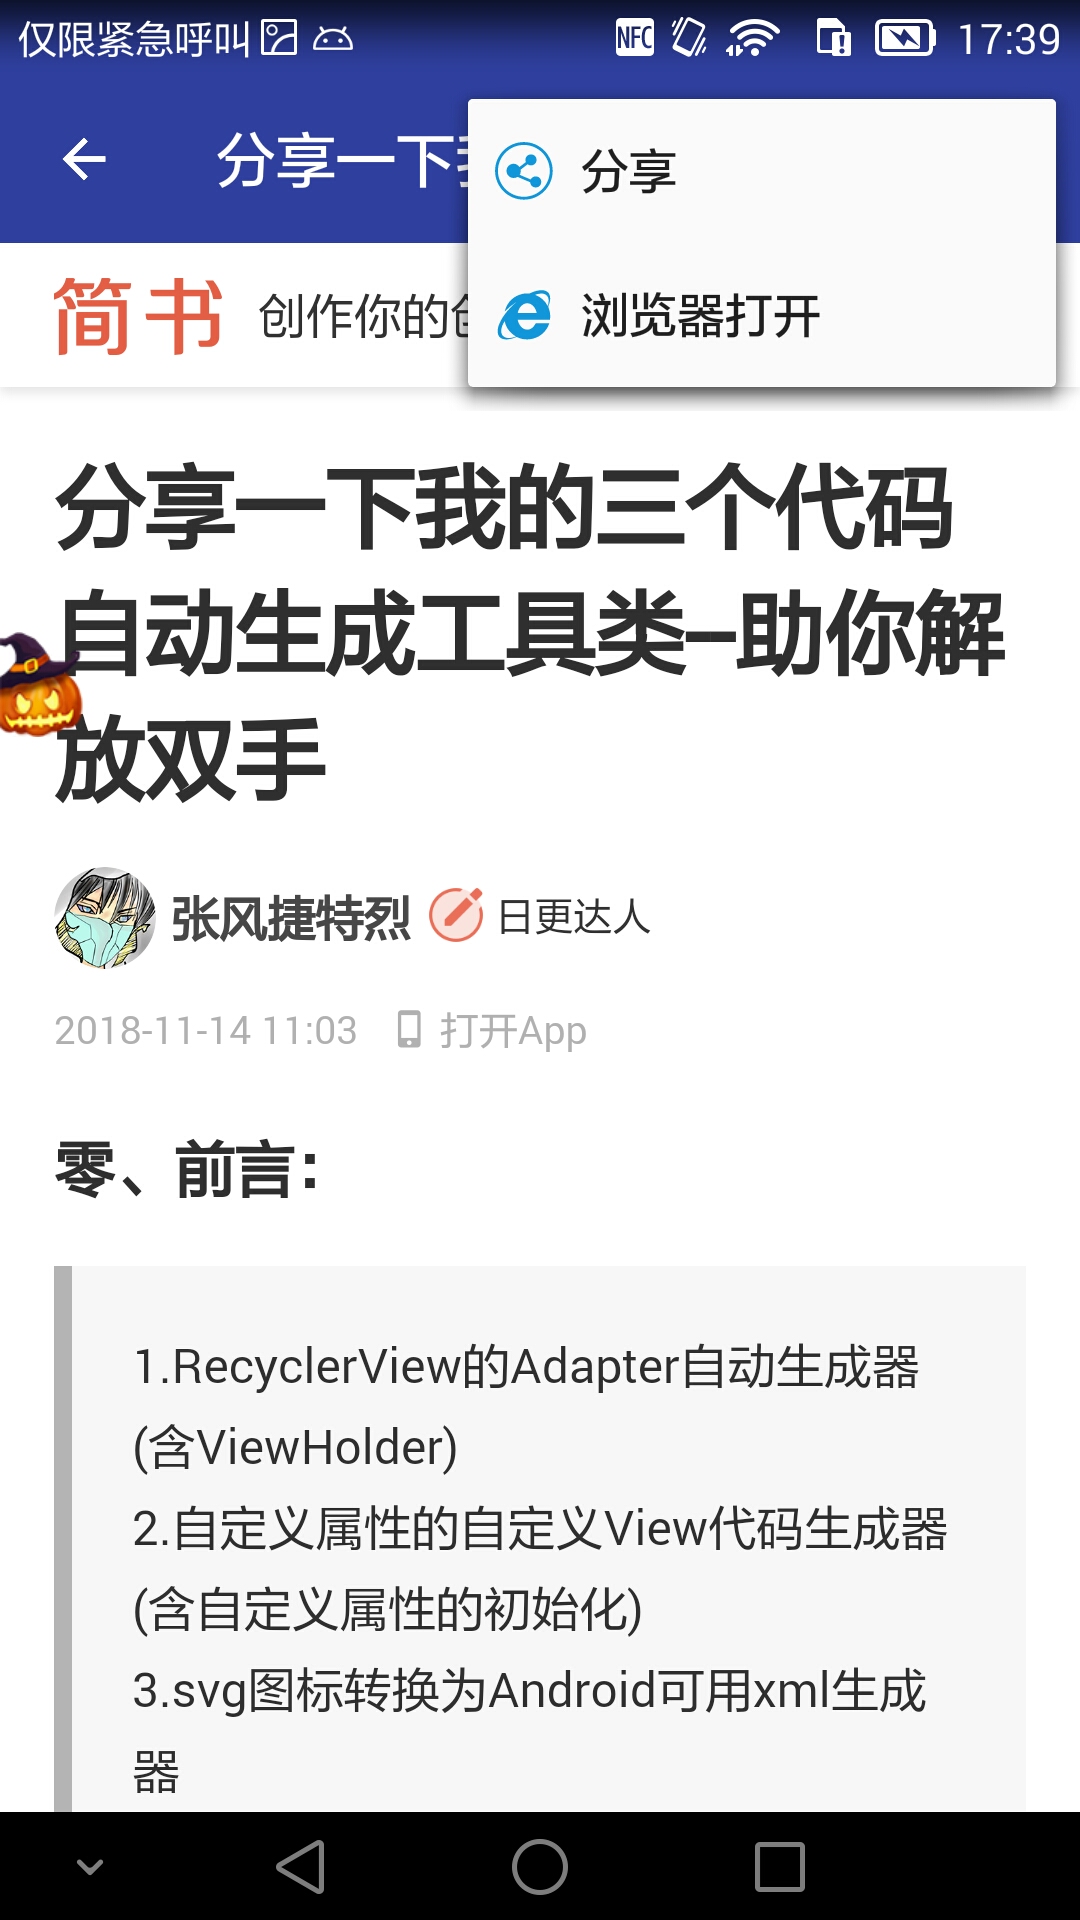 仅限紧急呼叫 NFC 17:39
分享一下
分享
浏览器打开
简书 创作你的
分享一下我的三个代码
自动生成工具类–助你解
放双手
张风捷特烈 日更达人
2018-11-14 11:03 打开App
零、前言：
1.RecyclerView的Adapter自动生成器
(含ViewHolder)
2.自定义属性的自定义View代码生成器
(含自定义属性的初始化)
3.svg图标转换为Android可用xml生成
器